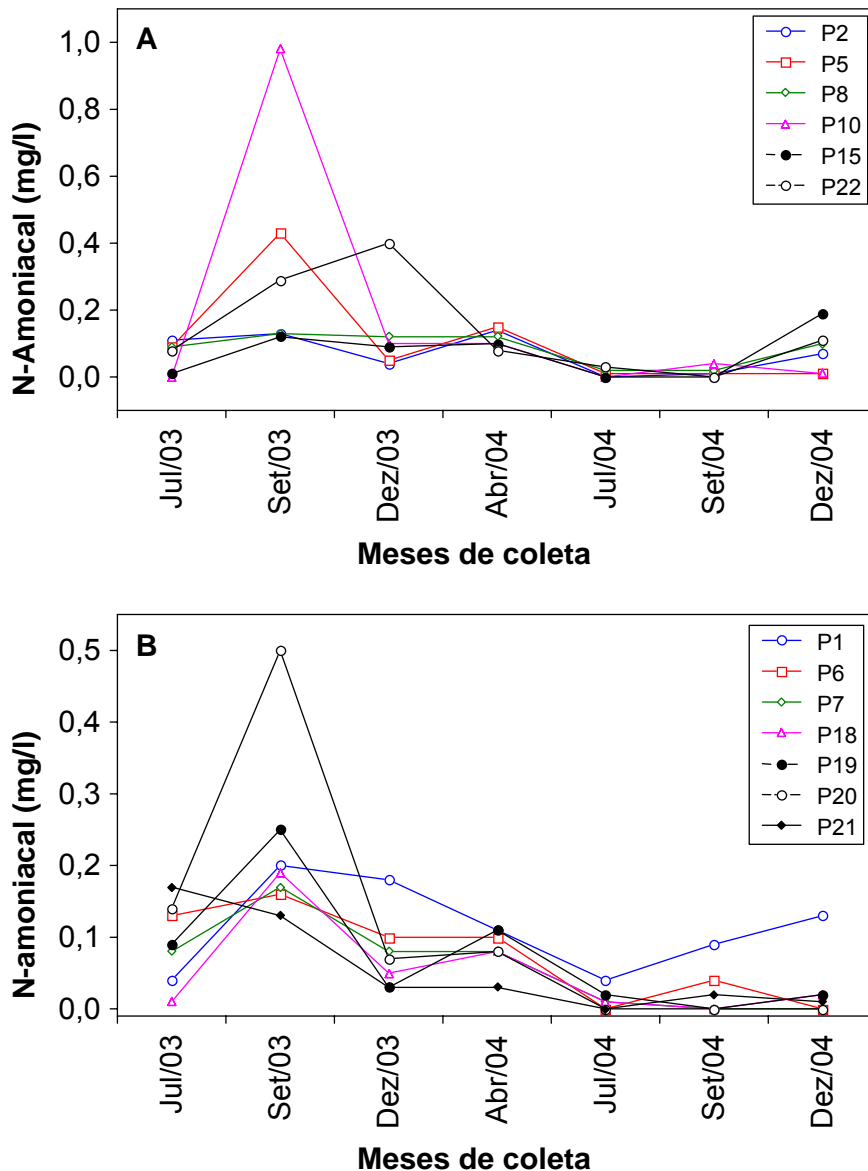 A
N-Amoniacal (mg/l)
1,0
0,8
0,6
0,4
0,2
0,0
P2
P5
P8
P10
P15
P22
Jul/03
Set/03
Dez/03
Abr/04
Jul/04
Set/04
Dez/04
Meses de coleta
B
N-amoniacal (mg/l)
0,5
0,4
0,3
0,2
0,1
0,0
P1
P6
P7
P18
P19
P20
P21
Jul/03
Set/03
Dez/03
Abr/04
Jul/04
Set/04
Dez/04
Meses de coleta